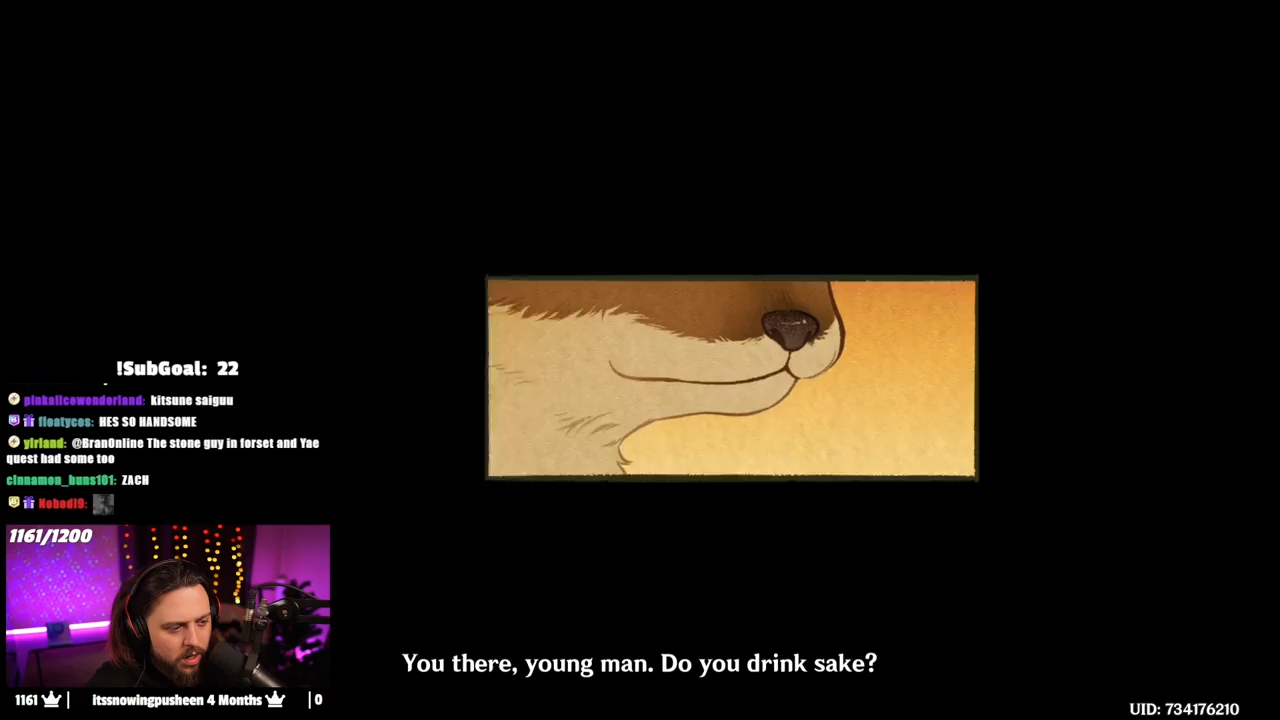 !SubGoal: 22
pinkalicewonderland: kitsune saiguu
floatycos: HES SO HANDSOME
yirland: @BranOnline The stone guy in forset and Yae
quest had some too
cinnamon_buns101: ZACH
Nobodi9:
1161/1200
You there, young man. Do you drink sake?
1161 | itssnowingpusheen 4 Months | 0
UID: 734176210